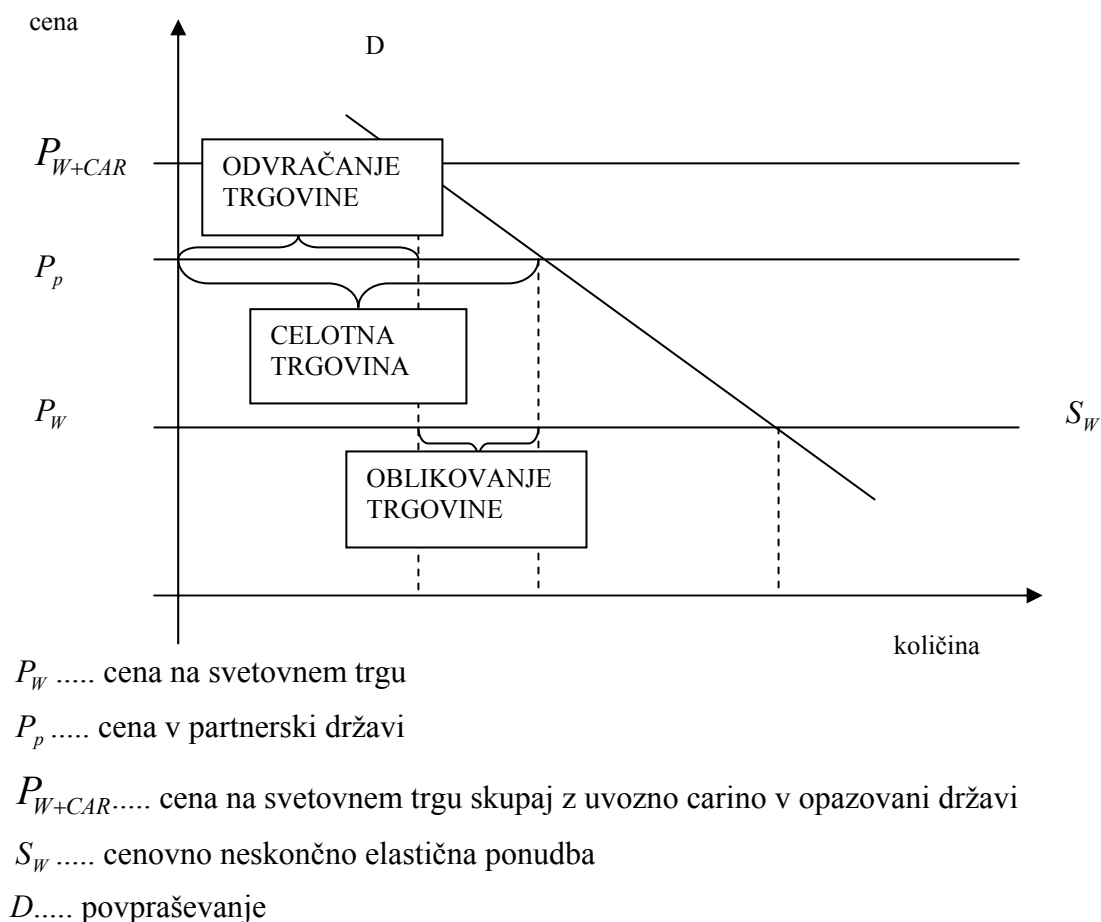 cena
D
P_{W+CAR}
ODVRAČANJE
TRGOVINE
P_p
CELOTNA
TRGOVINA
P_W
S_W
OBLIKOVANJE
TRGOVINE
količina
P_W ..... cena na svetovnem trgu
P_p ..... cena v partnerski državi
P_{W+CAR}..... cena na svetovnem trgu skupaj z uvozno carino v opazovani državi
S_W ..... cenovno neskončno elastična ponudba
D..... povpraševanje